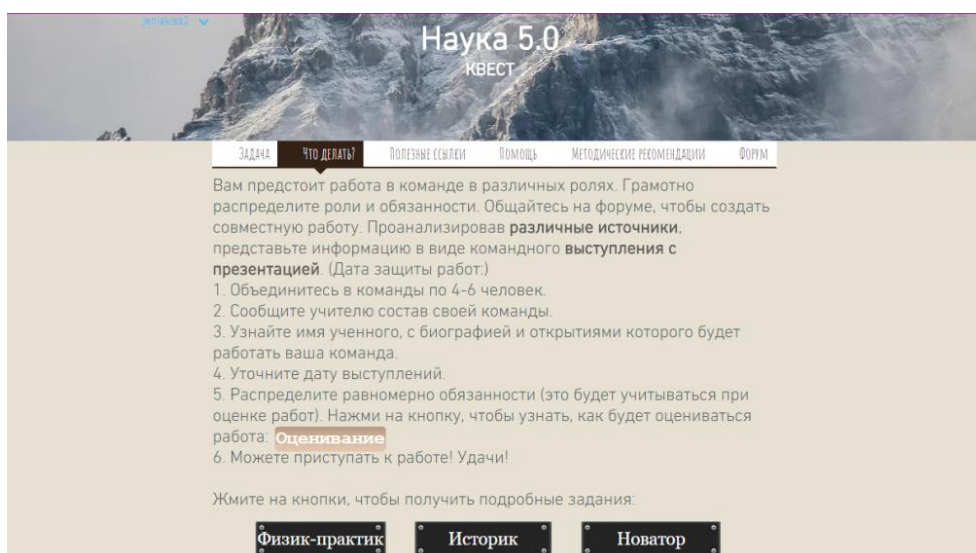 jeniakiss2
Наука 5.0
КВЕСТ
Задача Что делать? Полезные ссылки Помощь Методические рекомендации Форум
Вам предстоит работа в команде в различных ролях. Грамотно
распределите роли и обязанности. Общайтесь на форуме, чтобы создать
совместную работу. Проанализировав различные источники,
представьте информацию в виде командного выступления с
презентацией. (Дата защиты работ:)
1. Объединитесь в команды по 4-6 человек.
2. Сообщите учителю состав своей команды.
3. Узнайте имя ученного, с биографией и открытиями которого будет
работать ваша команда.
4. Уточните дату выступлений.
5. Распределите равномерно обязанности (это будет учитываться при
оценке работ). Нажми на кнопку, чтобы узнать, как будет оцениваться
работа: Оценивание
6. Можете приступать к работе! Удачи!
Жмите на кнопки, чтобы получить подробные задания:
Физик-практик Историк Новатор